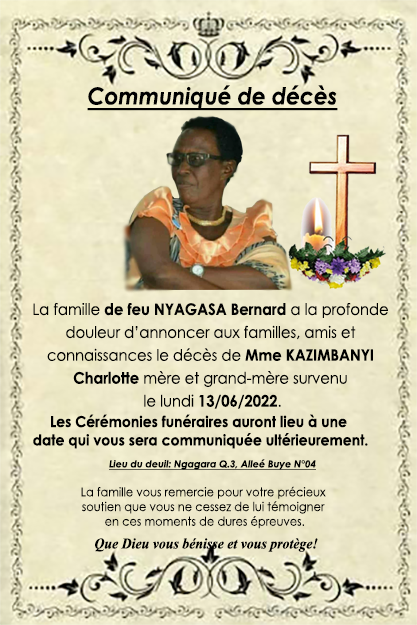 Communiqué de décès
La famille de feu NYAGASA Bernard a la profonde
douleur d'annoncer aux familles, amis et
connaissances le décès de Mme KAZIMBANYI
Charlotte mère et grand-mère survenu
le lundi 13/06/2022.
Les Cérémonies funéraires auront lieu à une
date qui vous sera communiquée ultérieurement.
Lieu du deuil: Ngagara Q.3, Alleé Buye N°04
La famille vous remercie pour votre précieux
soutien que vous ne cessez de lui témoigner
en ces moments de dures épreuves.
Que Dieu vous bénisse et vous protège!